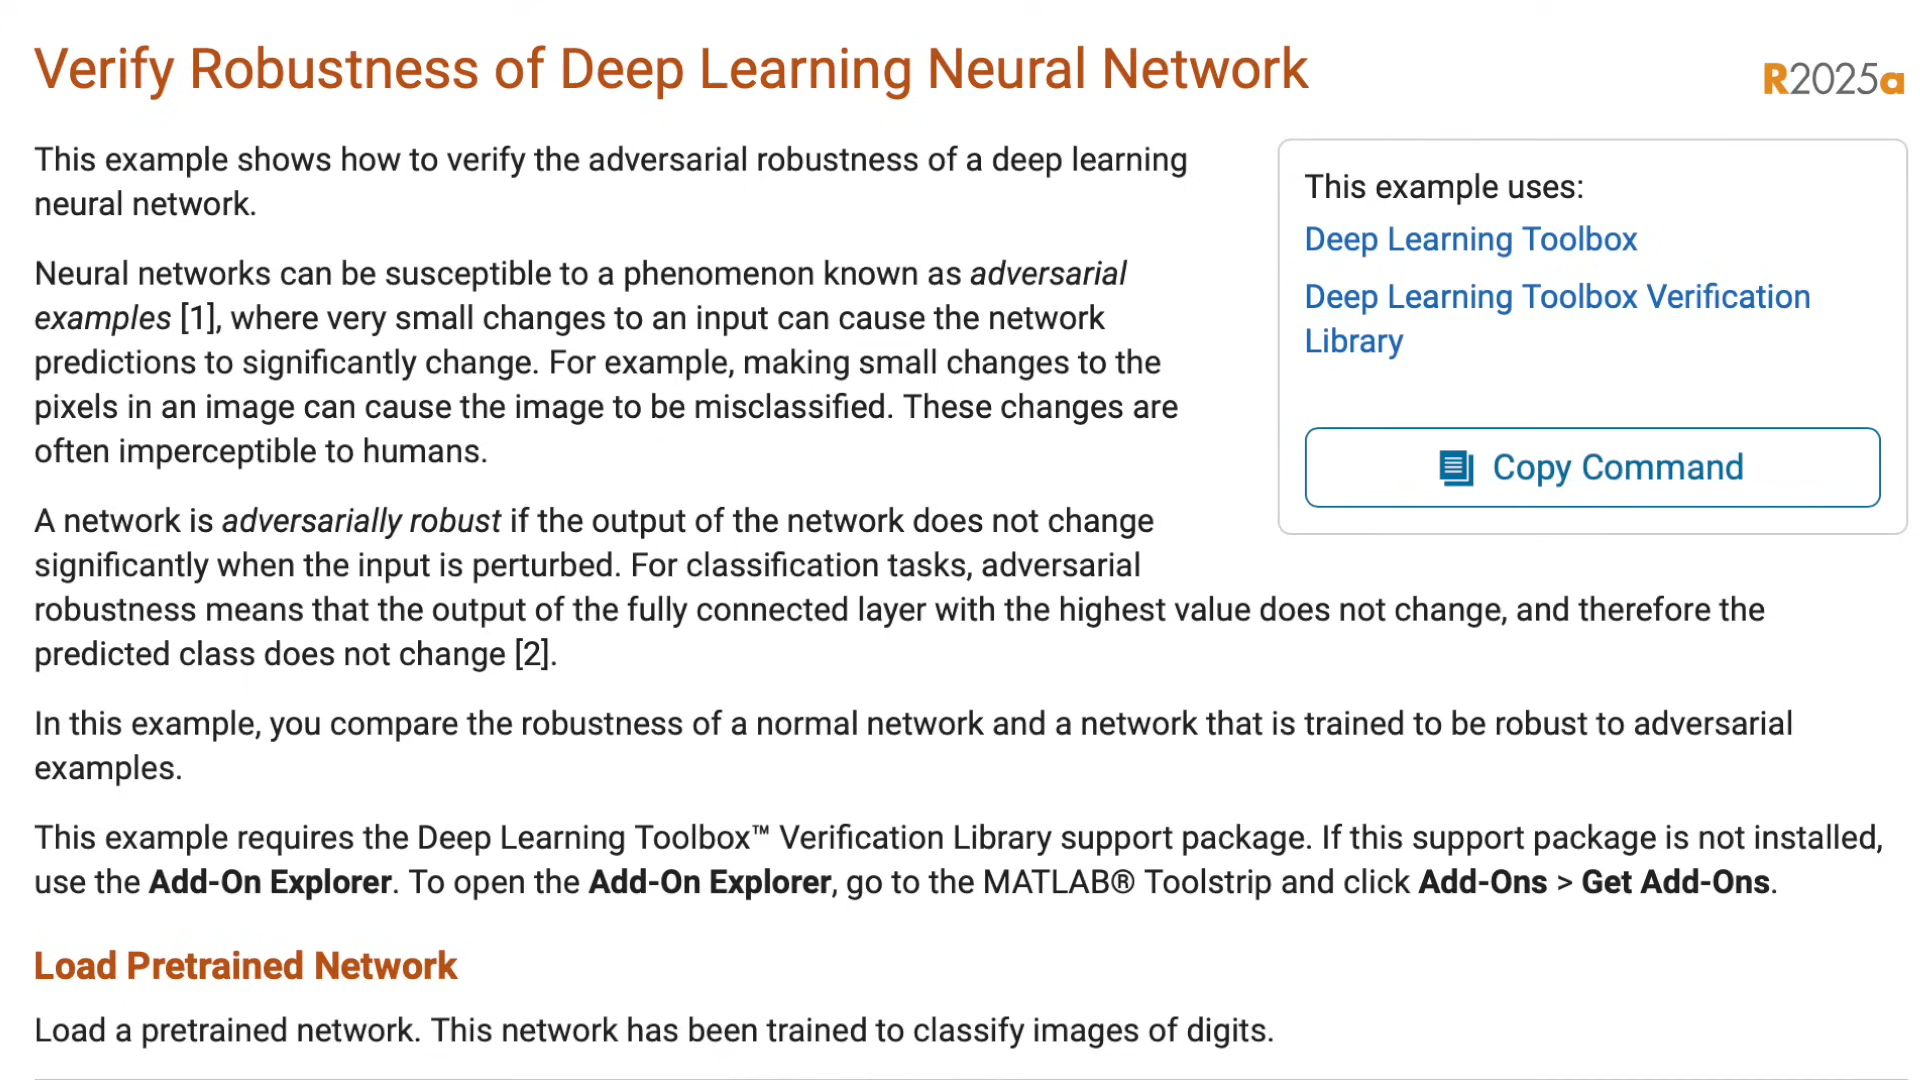 Verify Robustness of Deep Learning Neural Network
R2025a
This example shows how to verify the adversarial robustness of a deep learning
neural network.
Neural networks can be susceptible to a phenomenon known as adversarial
examples [1], where very small changes to an input can cause the network
predictions to significantly change. For example, making small changes to the
pixels in an image can cause the image to be misclassified. These changes are
often imperceptible to humans.
A network is adversarially robust if the output of the network does not change
significantly when the input is perturbed. For classification tasks, adversarial
robustness means that the output of the fully connected layer with the highest value does not change, and therefore the
predicted class does not change [2].
This example uses:
Deep Learning Toolbox
Deep Learning Toolbox Verification
Library
Copy Command
In this example, you compare the robustness of a normal network and a network that is trained to be robust to adversarial
examples.
This example requires the Deep Learning Toolbox™ Verification Library support package. If this support package is not installed,
use the Add-On Explorer. To open the Add-On Explorer, go to the MATLAB® Toolstrip and click Add-Ons > Get Add-Ons.
Load Pretrained Network
Load a pretrained network. This network has been trained to classify images of digits.